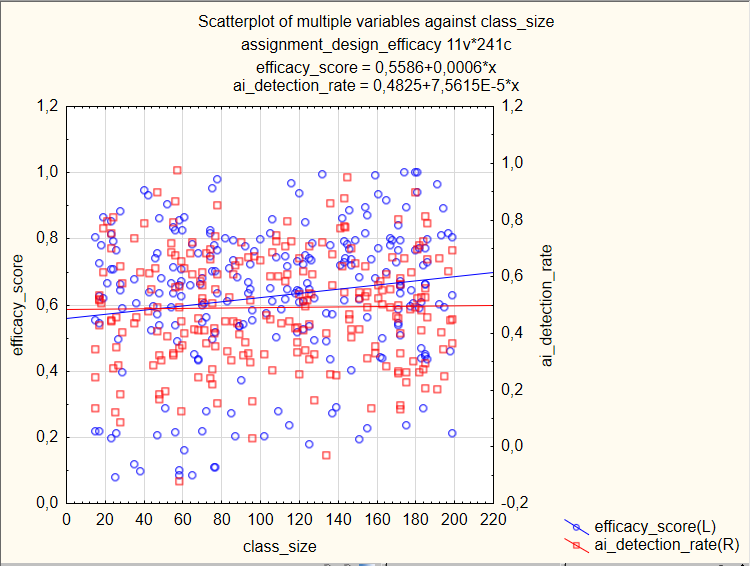 Scatterplot of multiple variables against class_size
assignment_design_efficacy 11v*241c
efficacy_score = 0,5586+0,0006*x
ai_detection_rate = 0,4825+7,5615E-5*x
1,2
1,0
0,8
0,6
0,4
0,2
0,0
efficacy_score
1,2
1,0
0,8
0,6
0,4
0,2
0,0
-0,2
ai_detection_rate
0 20 40 60 80 100 120 140 160 180 200 220
class_size
efficacy_score(L)
ai_detection_rate(R)